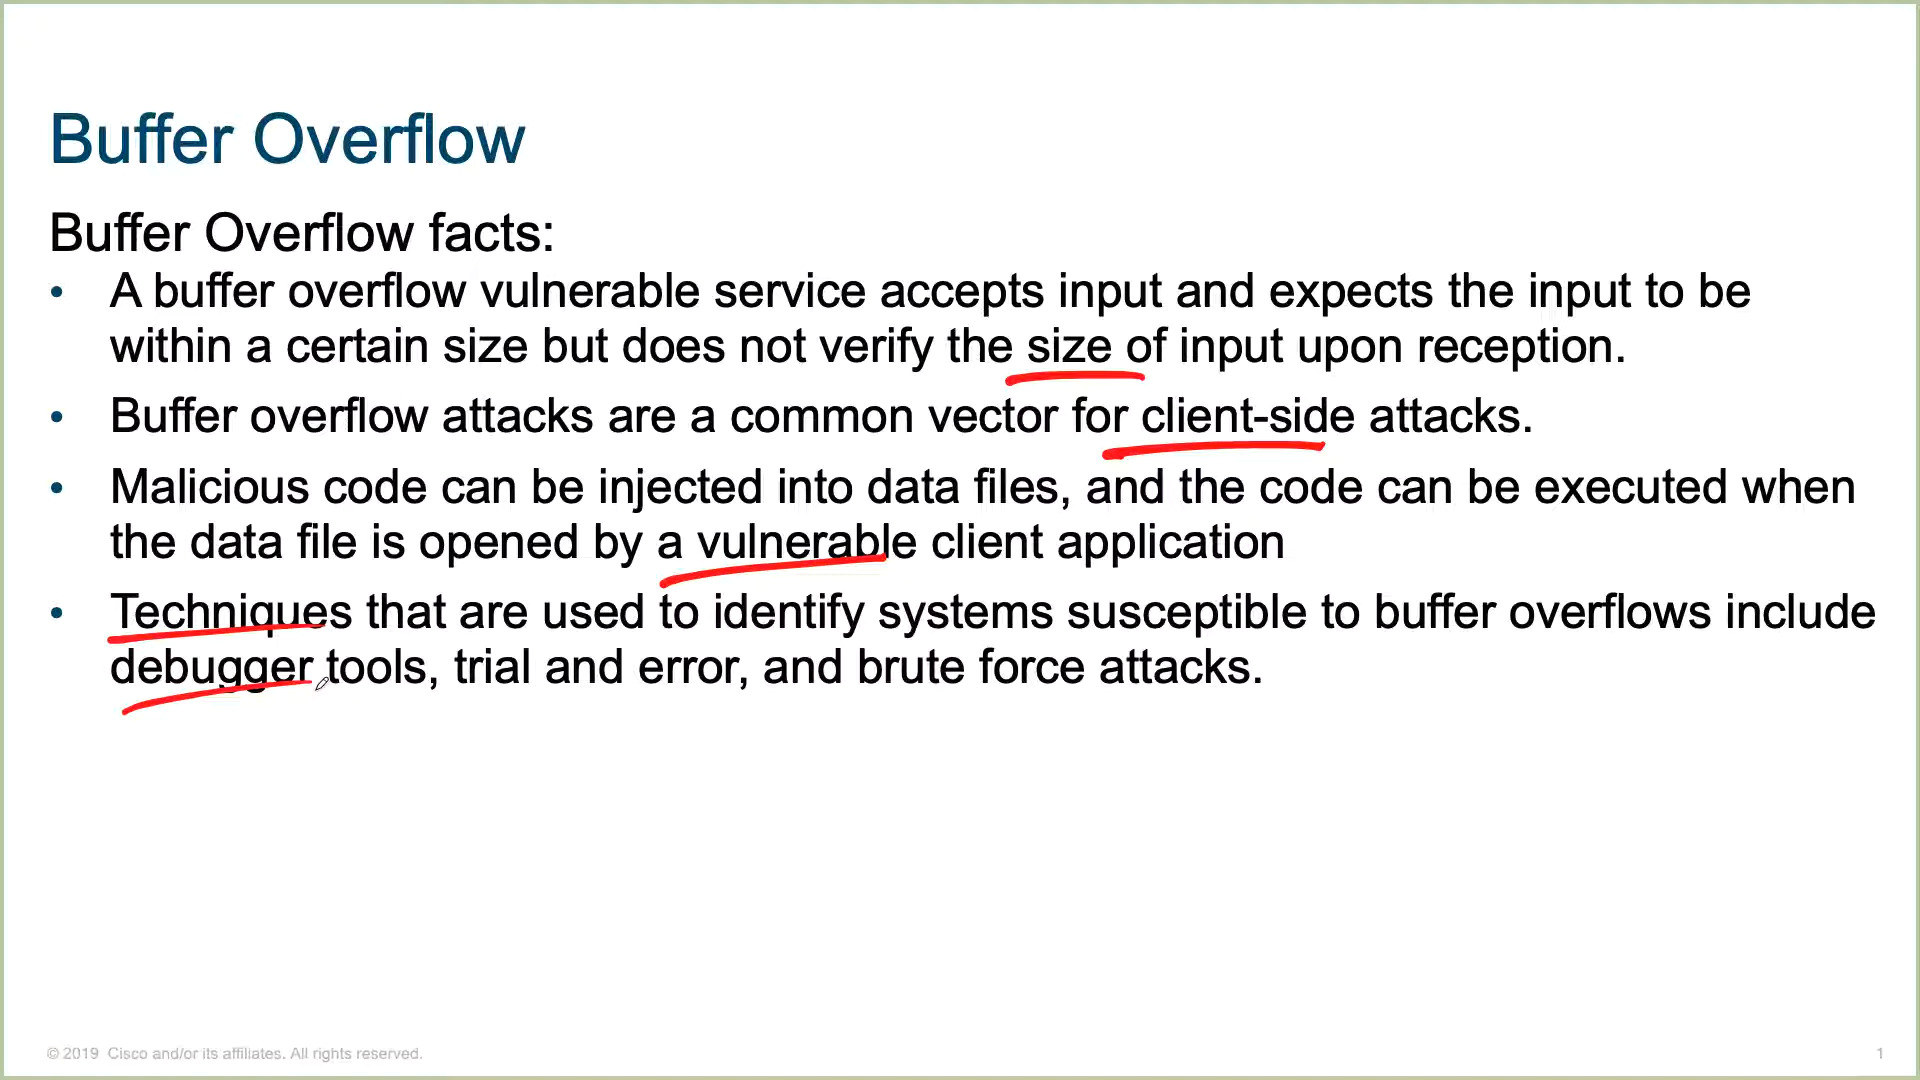 Buffer Overflow
Buffer Overflow facts:
• A buffer overflow vulnerable service accepts input and expects the input to be
within a certain size but does not verify the size of input upon reception.
• Buffer overflow attacks are a common vector for client-side attacks.
• Malicious code can be injected into data files, and the code can be executed when
the data file is opened by a vulnerable client application
• Techniques that are used to identify systems susceptible to buffer overflows include
debugger tools, trial and error, and brute force attacks.
© 2019 Cisco and/or its affiliates. All rights reserved.
1